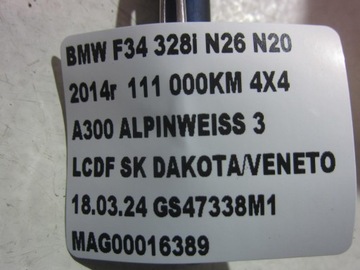 BMW F34 328I N26 N20
2014r 111 000KM 4X4
A300 ALPINWEISS 3
LCDF SK DAKOTA/VENETO
18.03.24 GS47338M1
MAG00016389